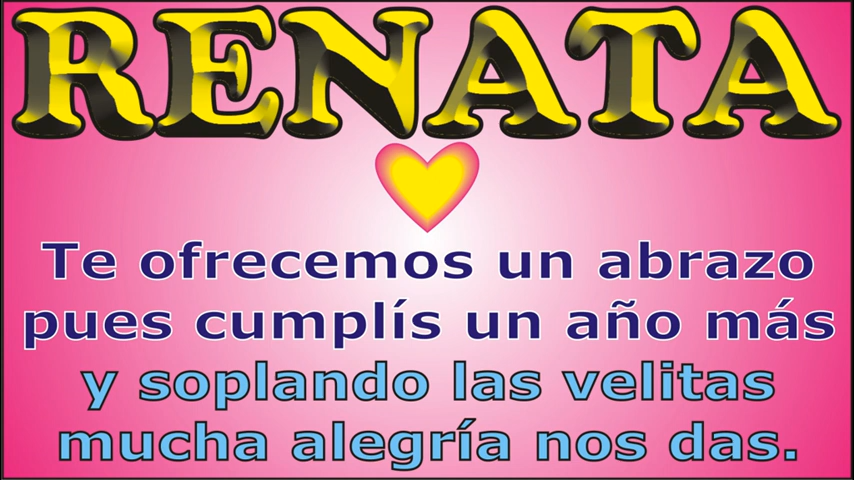 RENATA
Te ofrecemos un abrazo
pues cumplís un año más
y soplando las velitas
mucha alegría nos das.